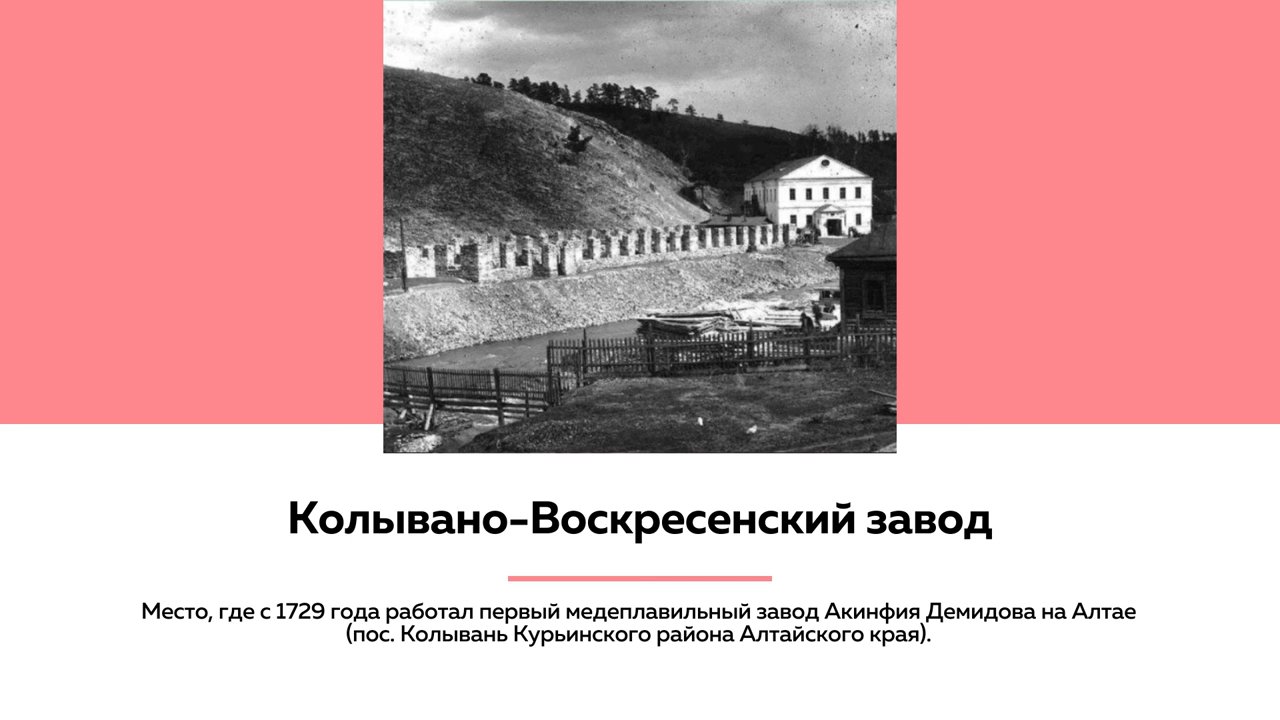 Колывано-Воскресенский завод
Место, где с 1729 года работал первый медеплавильный завод Акинфия Демидова на Алтае
(пос. Колывань Курьинского района Алтайского края).